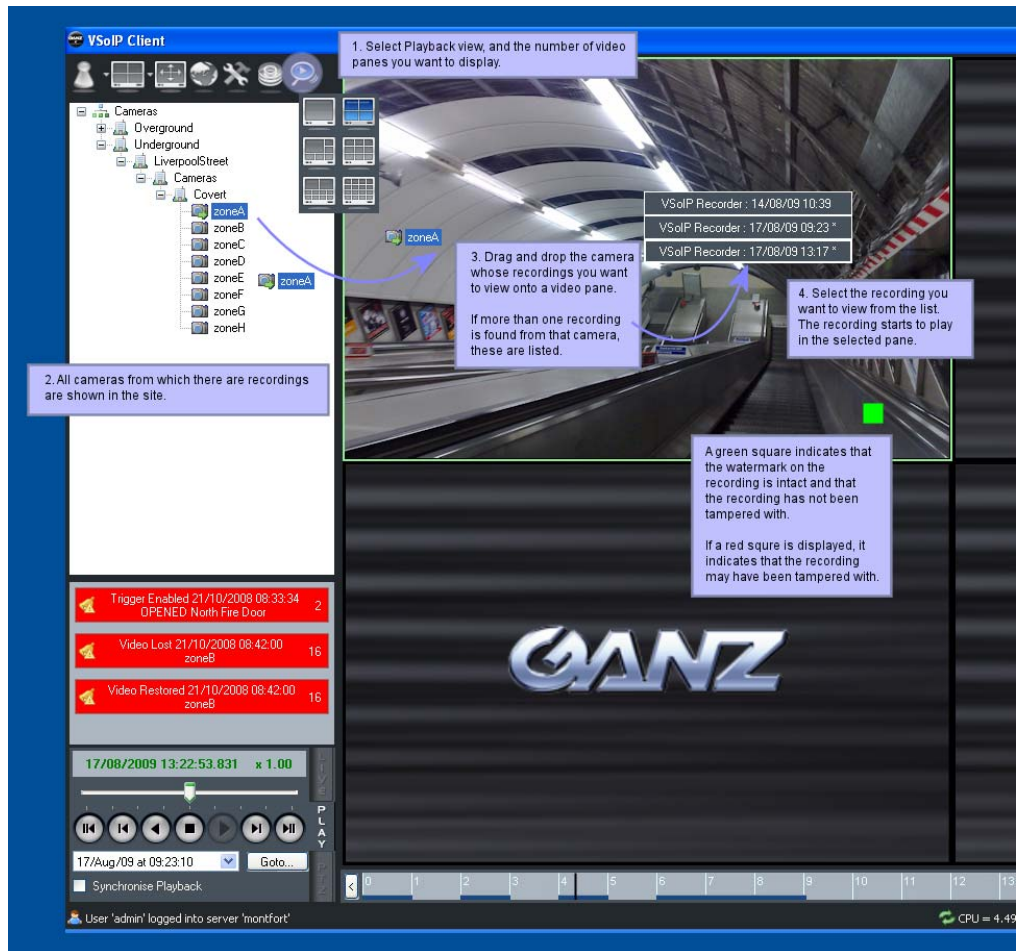 VSoIP Client
1. Select Playback view, and the number of video
panes you want to display.
Cameras
Overground
Underground
LiverpoolStreet
Cameras
Covert
zoneA
zoneB
zoneC
zoneD
zoneE
zoneF
zoneG
zoneH
zoneA
zoneA
VSoIP Recorder : 14/08/09 10:39
VSoIP Recorder : 17/08/09 09:23 *
VSoIP Recorder : 17/08/09 13:17 *
3. Drag and drop the camera
whose recordings you want
to view onto a video pane.
If more than one recording
is found from that camera,
these are listed.
4. Select the recording you
want to view from the list.
The recording starts to play
in the selected pane.
2. All cameras from which there are recordings
are shown in the site.
A green square indicates that
the watermark on the
recording is intact and that
the recording has not been
tampered with.
If a red squre is displayed, it
indicates that the recording
may have been tampered with.
Trigger Enabled 21/10/2008 08:33:34 2
OPENED North Fire Door
Video Lost 21/10/2008 08:42:00 16
zoneB
Video Restored 21/10/2008 08:42:00 16
zoneB
GANZ
17/08/2009 13:22:53.831 x 1.00
LIVE
PLAY
PTZ
17/Aug/09 at 09:23:10
Goto...
Synchronise Playback
0 1 2 3 4 5 6 7 8 9 10 11 12 13
User 'admin' logged into server 'montfort'
CPU = 4.49